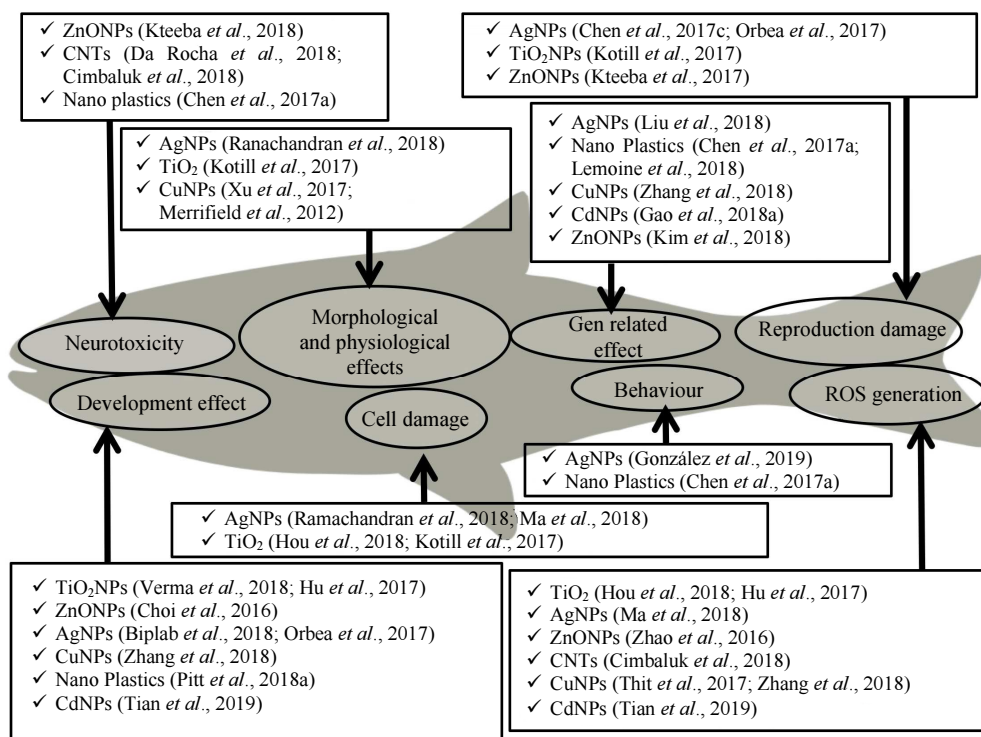 ✓ ZnONPs (Kteeba et al., 2018)
✓ CNTs (Da Rocha et al., 2018;
Cimbaluk et al., 2018)
✓ Nano plastics (Chen et al., 2017a)
✓ AgNPs (Chen et al., 2017c; Orbea et al., 2017)
✓ TiO2NPs (Kotill et al., 2017)
✓ ZnONPs (Kteeba et al., 2017)
✓ AgNPs (Ranachandran et al., 2018)
✓ TiO2 (Kotill et al., 2017)
✓ CuNPs (Xu et al., 2017;
Merrifield et al., 2012)
✓ AgNPs (Liu et al., 2018)
✓ Nano Plastics (Chen et al., 2017a;
Lemoine et al., 2018)
✓ CuNPs (Zhang et al., 2018)
✓ CdNPs (Gao et al., 2018a)
✓ ZnONPs (Kim et al., 2018)
Neurotoxicity
Morphological
and physiological
effects
Gen related
effect
Reproduction damage
Development effect
Cell damage
Behaviour
ROS generation
✓ AgNPs (González et al., 2019)
✓ Nano Plastics (Chen et al., 2017a)
✓ AgNPs (Ramachandran et al., 2018; Ma et al., 2018)
✓ TiO2 (Hou et al., 2018; Kotill et al., 2017)
✓ TiO2NPs (Verma et al., 2018; Hu et al., 2017)
✓ ZnONPs (Choi et al., 2016)
✓ AgNPs (Biplab et al., 2018; Orbea et al., 2017)
✓ CuNPs (Zhang et al., 2018)
✓ Nano Plastics (Pitt et al., 2018a)
✓ CdNPs (Tian et al., 2019)
✓ TiO2 (Hou et al., 2018; Hu et al., 2017)
✓ AgNPs (Ma et al., 2018)
✓ ZnONPs (Zhao et al., 2016)
✓ CNTs (Cimbaluk et al., 2018)
✓ CuNPs (Thit et al., 2017; Zhang et al., 2018)
✓ CdNPs (Tian et al., 2019)